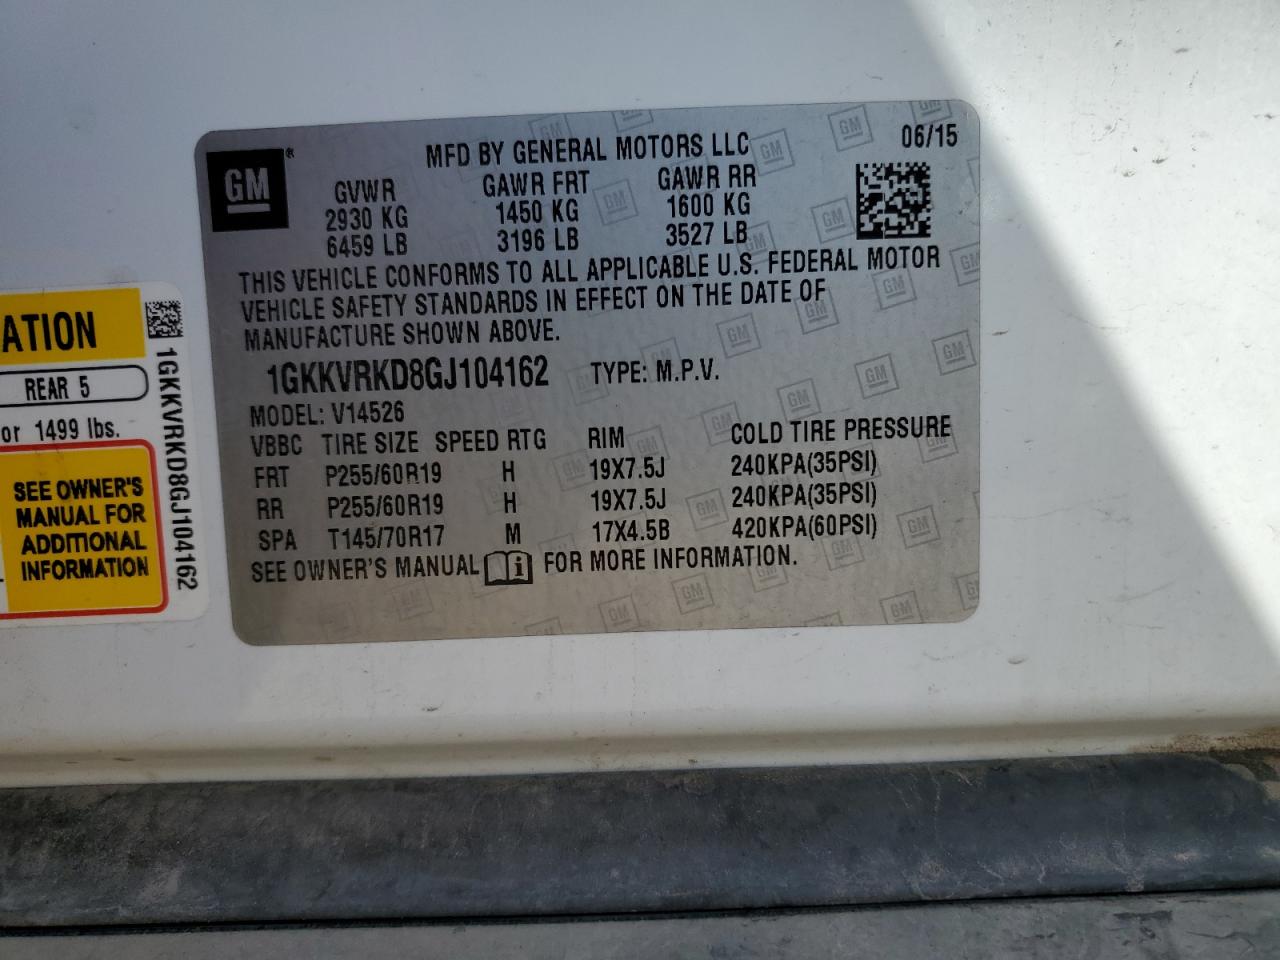 GM
MFD BY GENERAL MOTORS LLC 06/15
GVWR GAWR FRT GAWR RR
2930 KG 1450 KG 1600 KG
6459 LB 3196 LB 3527 LB
THIS VEHICLE CONFORMS TO ALL APPLICABLE U.S. FEDERAL MOTOR
VEHICLE SAFETY STANDARDS IN EFFECT ON THE DATE OF
MANUFACTURE SHOWN ABOVE.
1GKKVRKD8GJ104162 TYPE: M.P.V.
MODEL: V14526
VBBC TIRE SIZE SPEED RTG RIM COLD TIRE PRESSURE
FRT P255/60R19 H 19X7.5J 240KPA(35PSI)
RR P255/60R19 H 19X7.5J 240KPA(35PSI)
SPA T145/70R17 M 17X4.5B 420KPA(60PSI)
SEE OWNER'S MANUAL i FOR MORE INFORMATION.
ATION
REAR 5
or 1499 lbs.
SEE OWNER'S
MANUAL FOR
ADDITIONAL
INFORMATION
1GKKVRKD8GJ104162